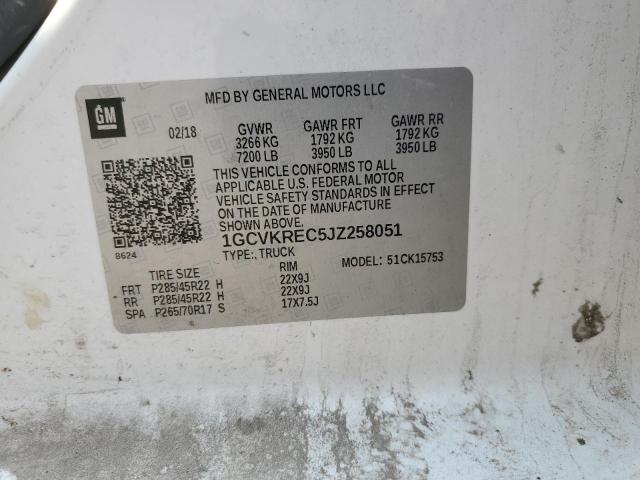 GM
MFD BY GENERAL MOTORS LLC
02/18 GVWR GAWR FRT GAWR RR
3266 KG 1792 KG 1792 KG
7200 LB 3950 LB 3950 LB
THIS VEHICLE CONFORMS TO ALL
APPLICABLE U.S. FEDERAL MOTOR
VEHICLE SAFETY STANDARDS IN EFFECT
ON THE DATE OF MANUFACTURE
SHOWN ABOVE.
8624
1GCVKREC5JZ258051
TYPE:, TRUCK MODEL: 51CK15753
TIRE SIZE RIM
FRT P285/45R22 H 22X9J
RR P285/45R22 H 22X9J
SPA P265/70R17 S 17X7.5J